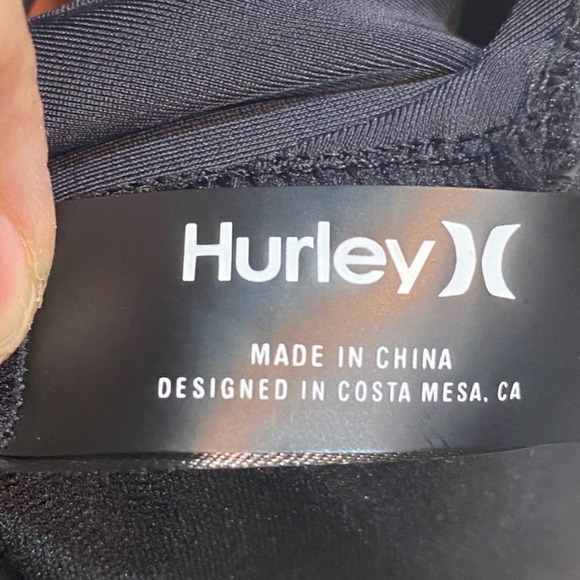 Hurley
MADE IN CHINA
DESIGNED IN COSTA MESA, CA